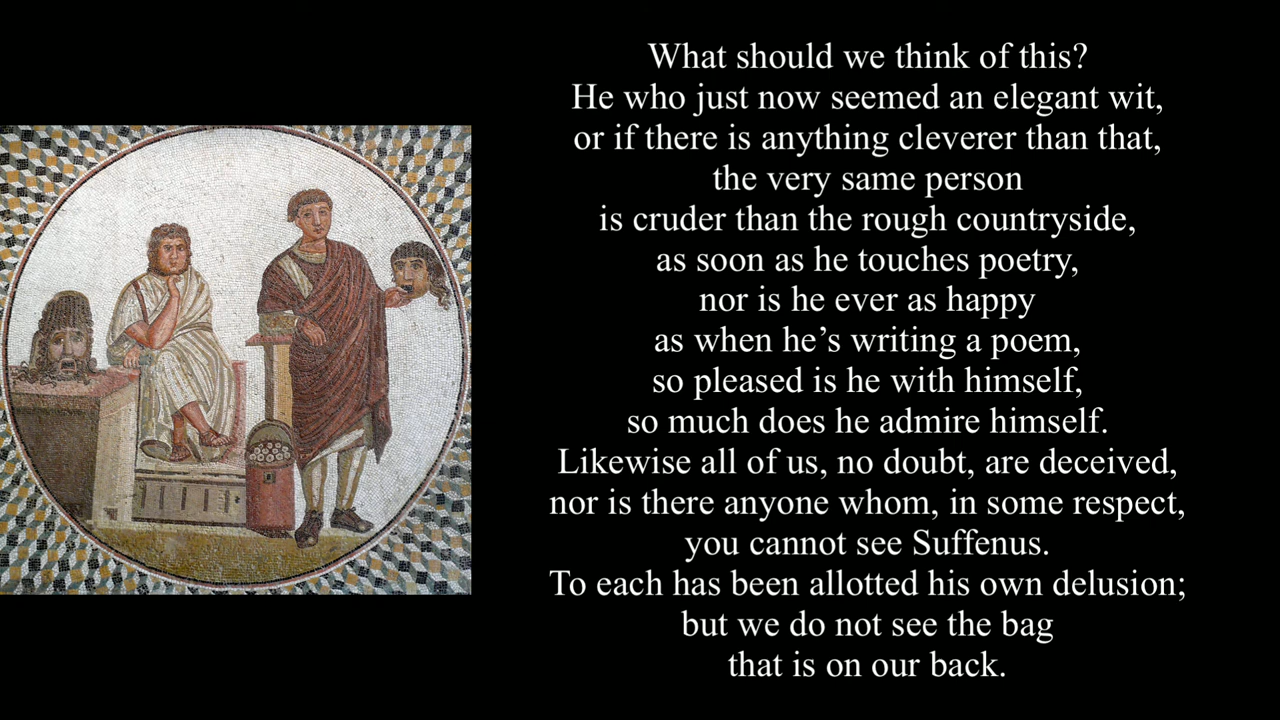 What should we think of this?
He who just now seemed an elegant wit,
or if there is anything cleverer than that,
the very same person
is cruder than the rough countryside,
as soon as he touches poetry,
nor is he ever as happy
as when he’s writing a poem,
so pleased is he with himself,
so much does he admire himself.
Likewise all of us, no doubt, are deceived,
nor is there anyone whom, in some respect,
you cannot see Suffenus.
To each has been allotted his own delusion;
but we do not see the bag
that is on our back.